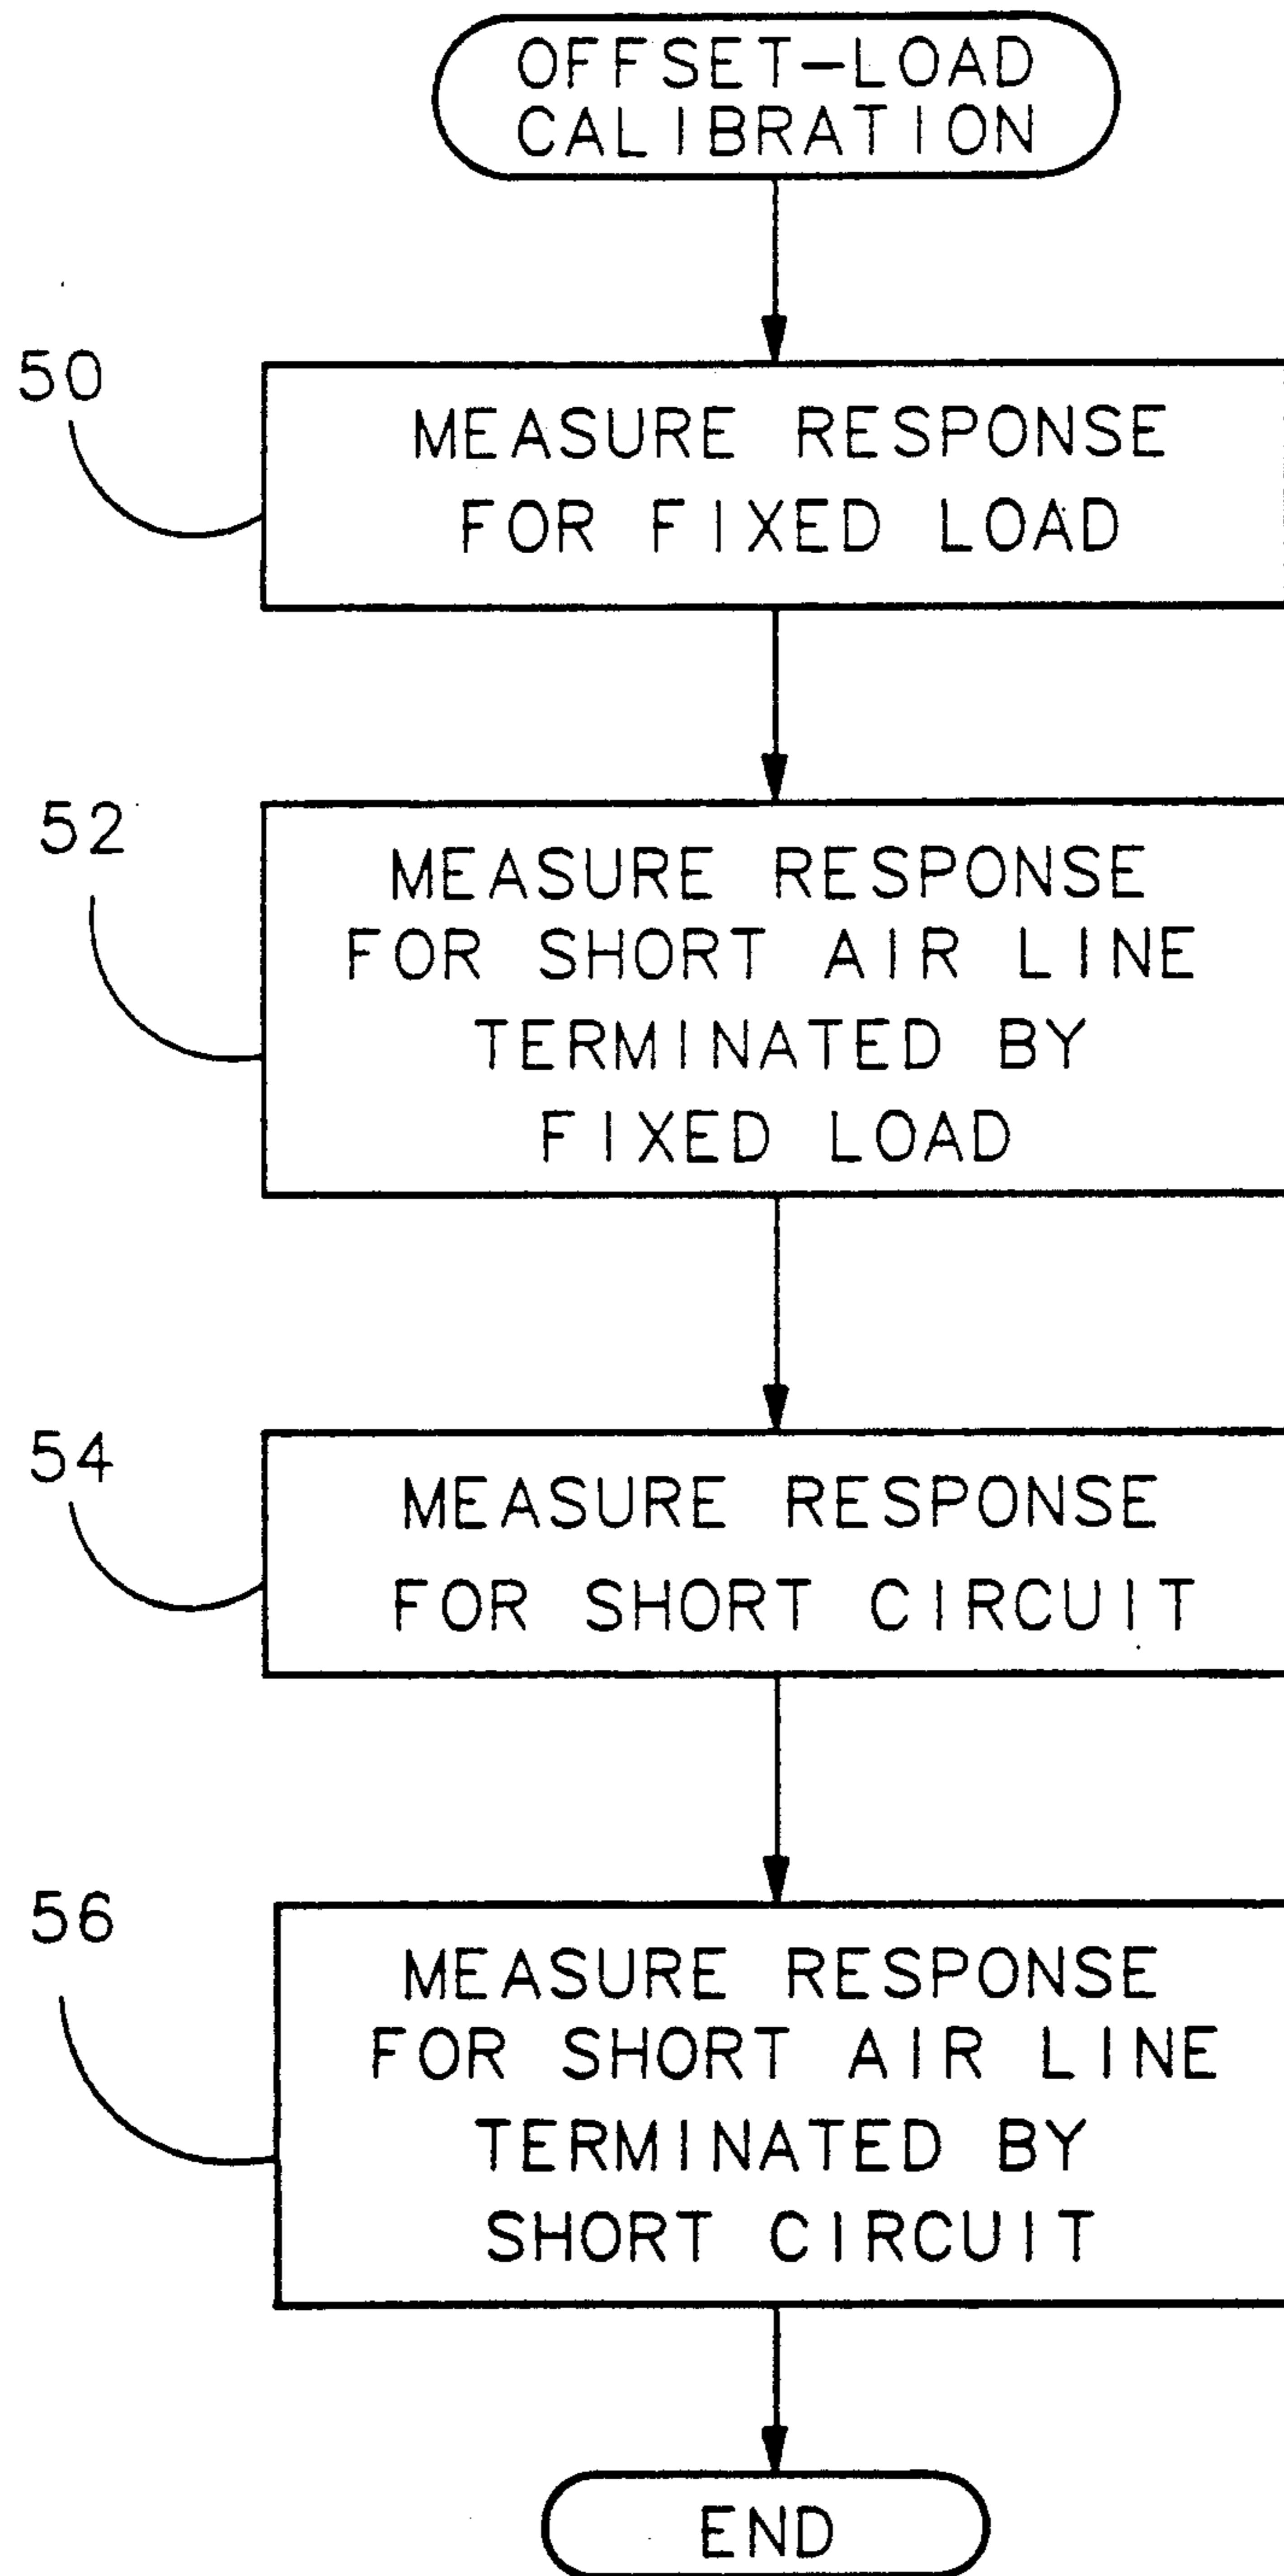 OFFSET-LOAD
CALIBRATION
50
MEASURE RESPONSE
FOR FIXED LOAD
52
MEASURE RESPONSE
FOR SHORT AIR LINE
TERMINATED BY
FIXED LOAD
54
MEASURE RESPONSE
FOR SHORT CIRCUIT
56
MEASURE RESPONSE
FOR SHORT AIR LINE
TERMINATED BY
SHORT CIRCUIT
END